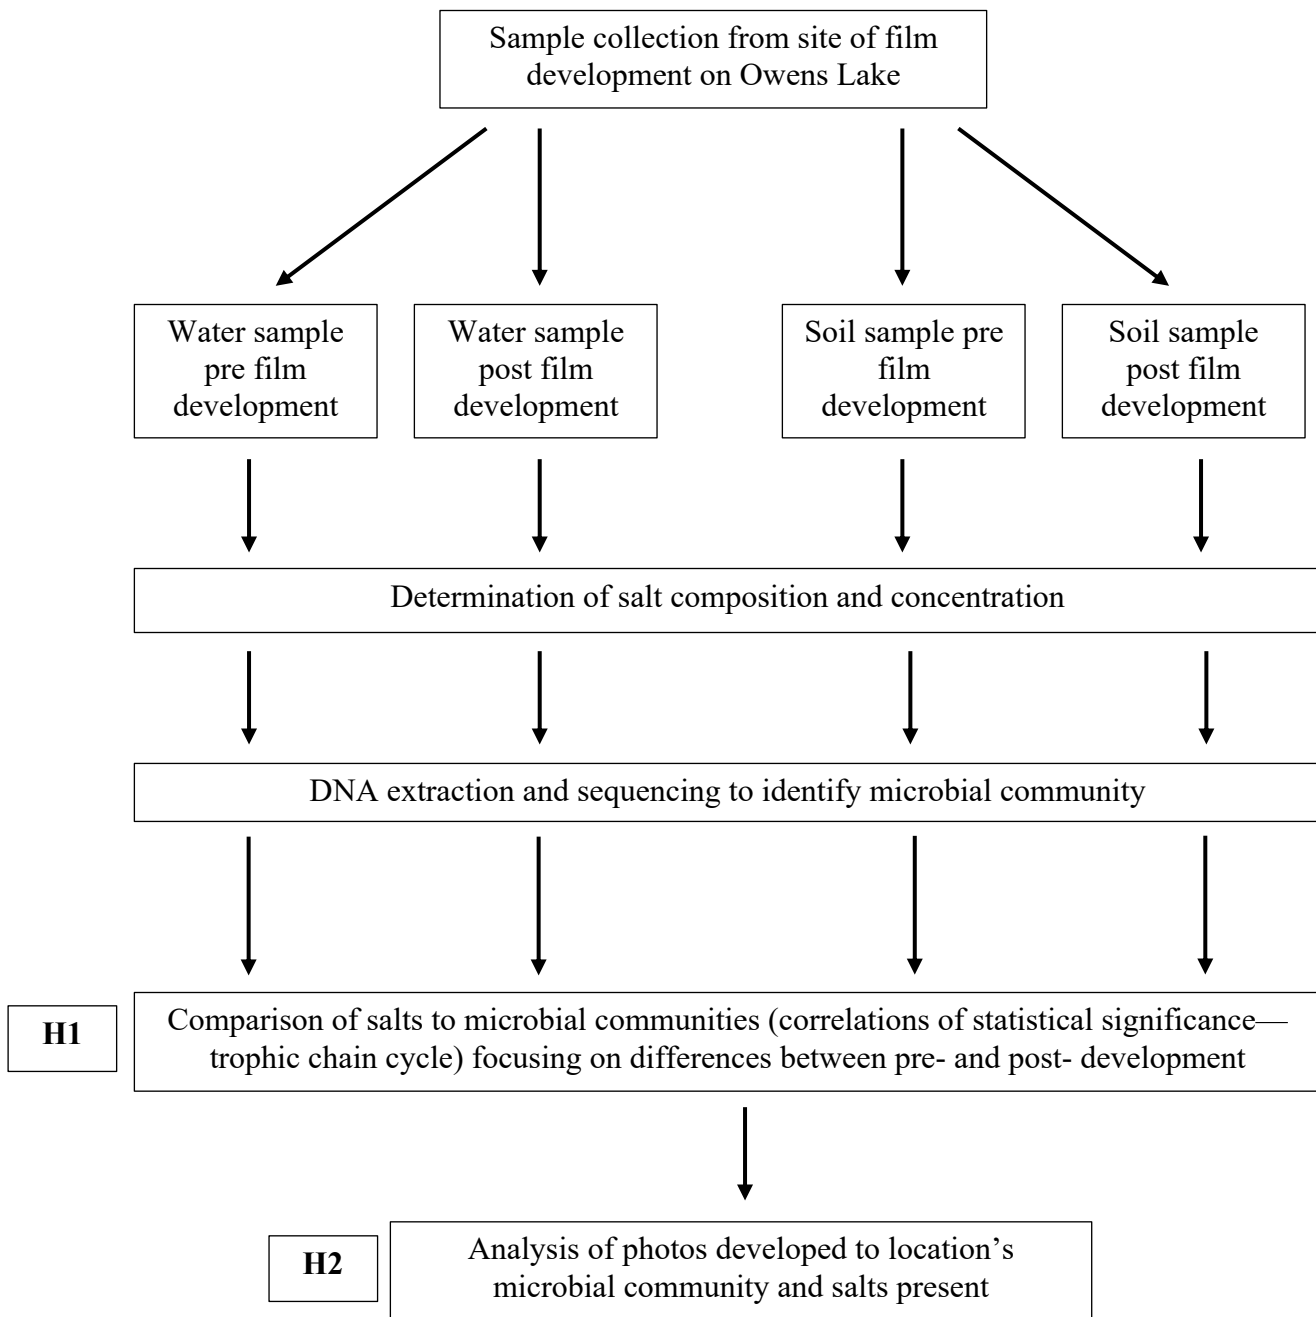 Sample collection from site of film
development on Owens Lake
Water sample
pre film
development
Water sample
post film
development
Soil sample pre
film
development
Soil sample
post film
development
Determination of salt composition and concentration
DNA extraction and sequencing to identify microbial community
H1
Comparison of salts to microbial communities (correlations of statistical significance—
trophic chain cycle) focusing on differences between pre- and post- development
H2
Analysis of photos developed to location’s
microbial community and salts present